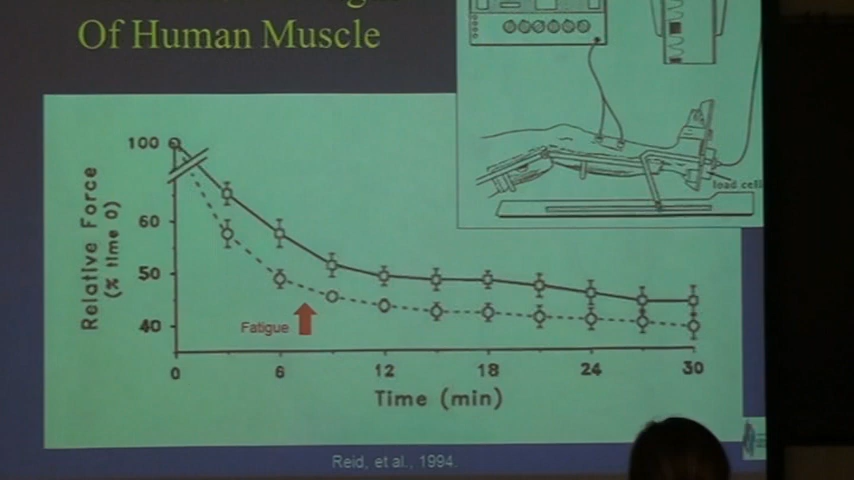 Of Human Muscle
load cell
100
60
50
40
Relative Force
(% time 0)
Fatigue
0 6 12 18 24 30
Time (min)
Reid, et al., 1994.